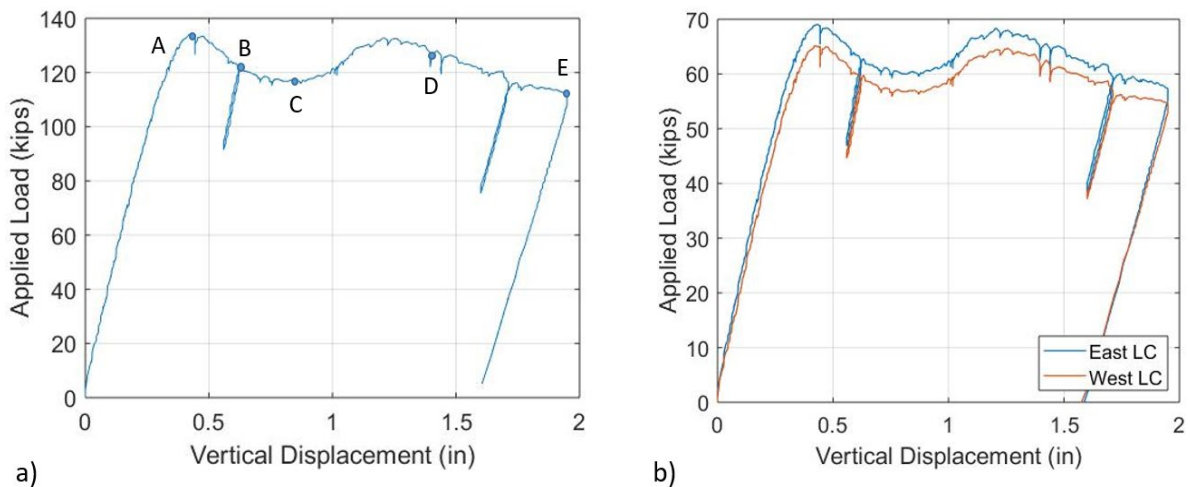 140
120
100
80
60
40
20
0
Applied Load (kips)
A
B
C
D
E
0 0.5 1 1.5 2
Vertical Displacement (in)
a)
70
60
50
40
30
20
10
0
Applied Load (kips)
East LC
West LC
0 0.5 1 1.5 2
Vertical Displacement (in)
b)